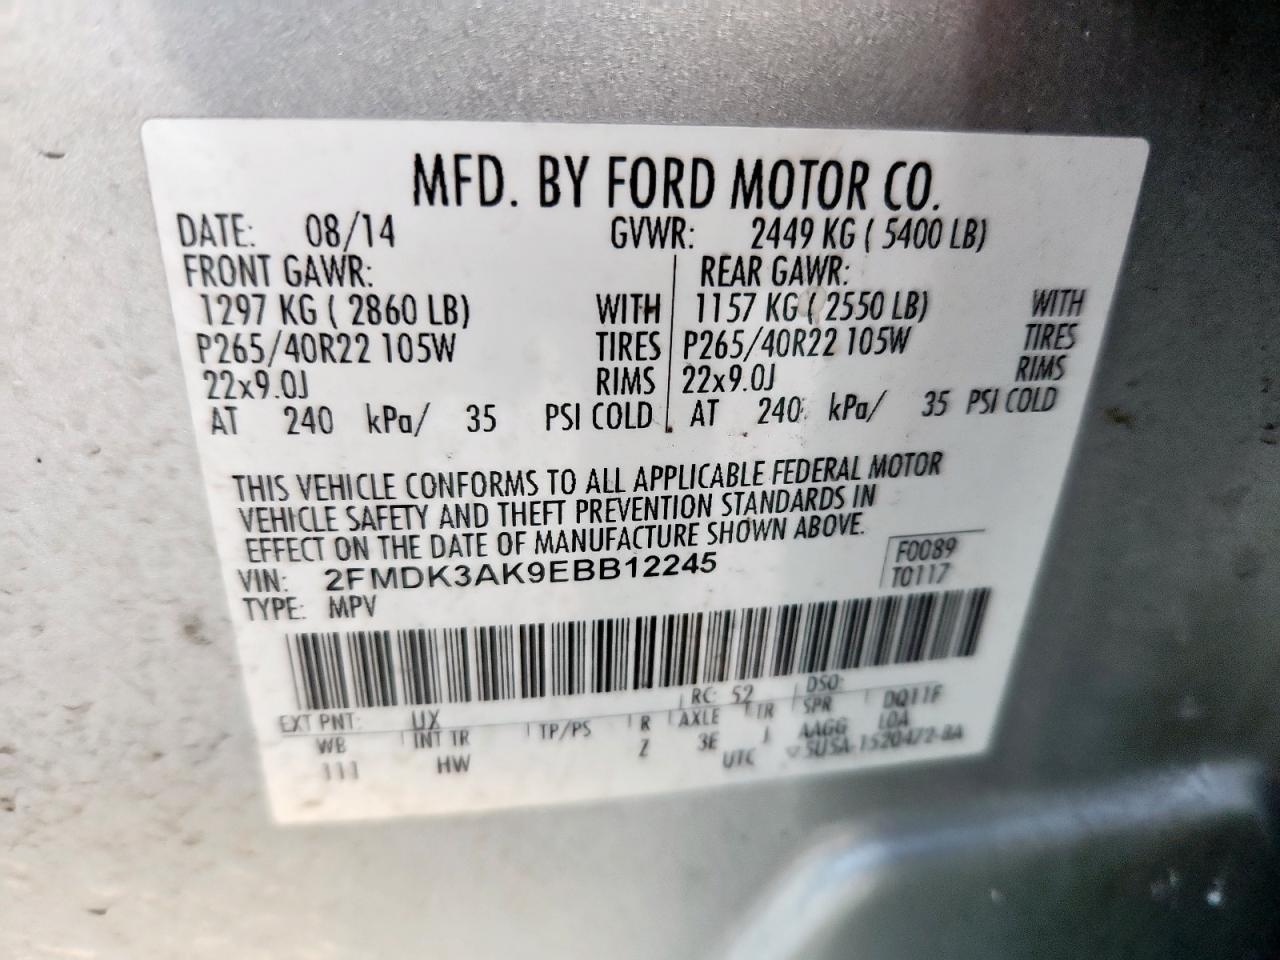 MFD. BY FORD MOTOR CO.
DATE: 08/14 GVWR: 2449 KG ( 5400 LB)
FRONT GAWR: REAR GAWR:
1297 KG ( 2860 LB) WITH 1157 KG ( 2550 LB) WITH
P265/40R22 105W TIRES P265/40R22 105W TIRES
22x9.0J RIMS 22x9.0J RIMS
AT 240 kPa/ 35 PSI COLD AT 240 kPa/ 35 PSI COLD
THIS VEHICLE CONFORMS TO ALL APPLICABLE FEDERAL MOTOR
VEHICLE SAFETY AND THEFT PREVENTION STANDARDS IN
EFFECT ON THE DATE OF MANUFACTURE SHOWN ABOVE.
VIN: 2FMDK3AK9EBB12245 F0089
TYPE: MPV T0117
EXT PNT: UX RC: 52 DSO:
WB INT TR TP/PS R AXLE TR SPR DQ11F
111 HW Z 3E J AAGG LOA
UTC